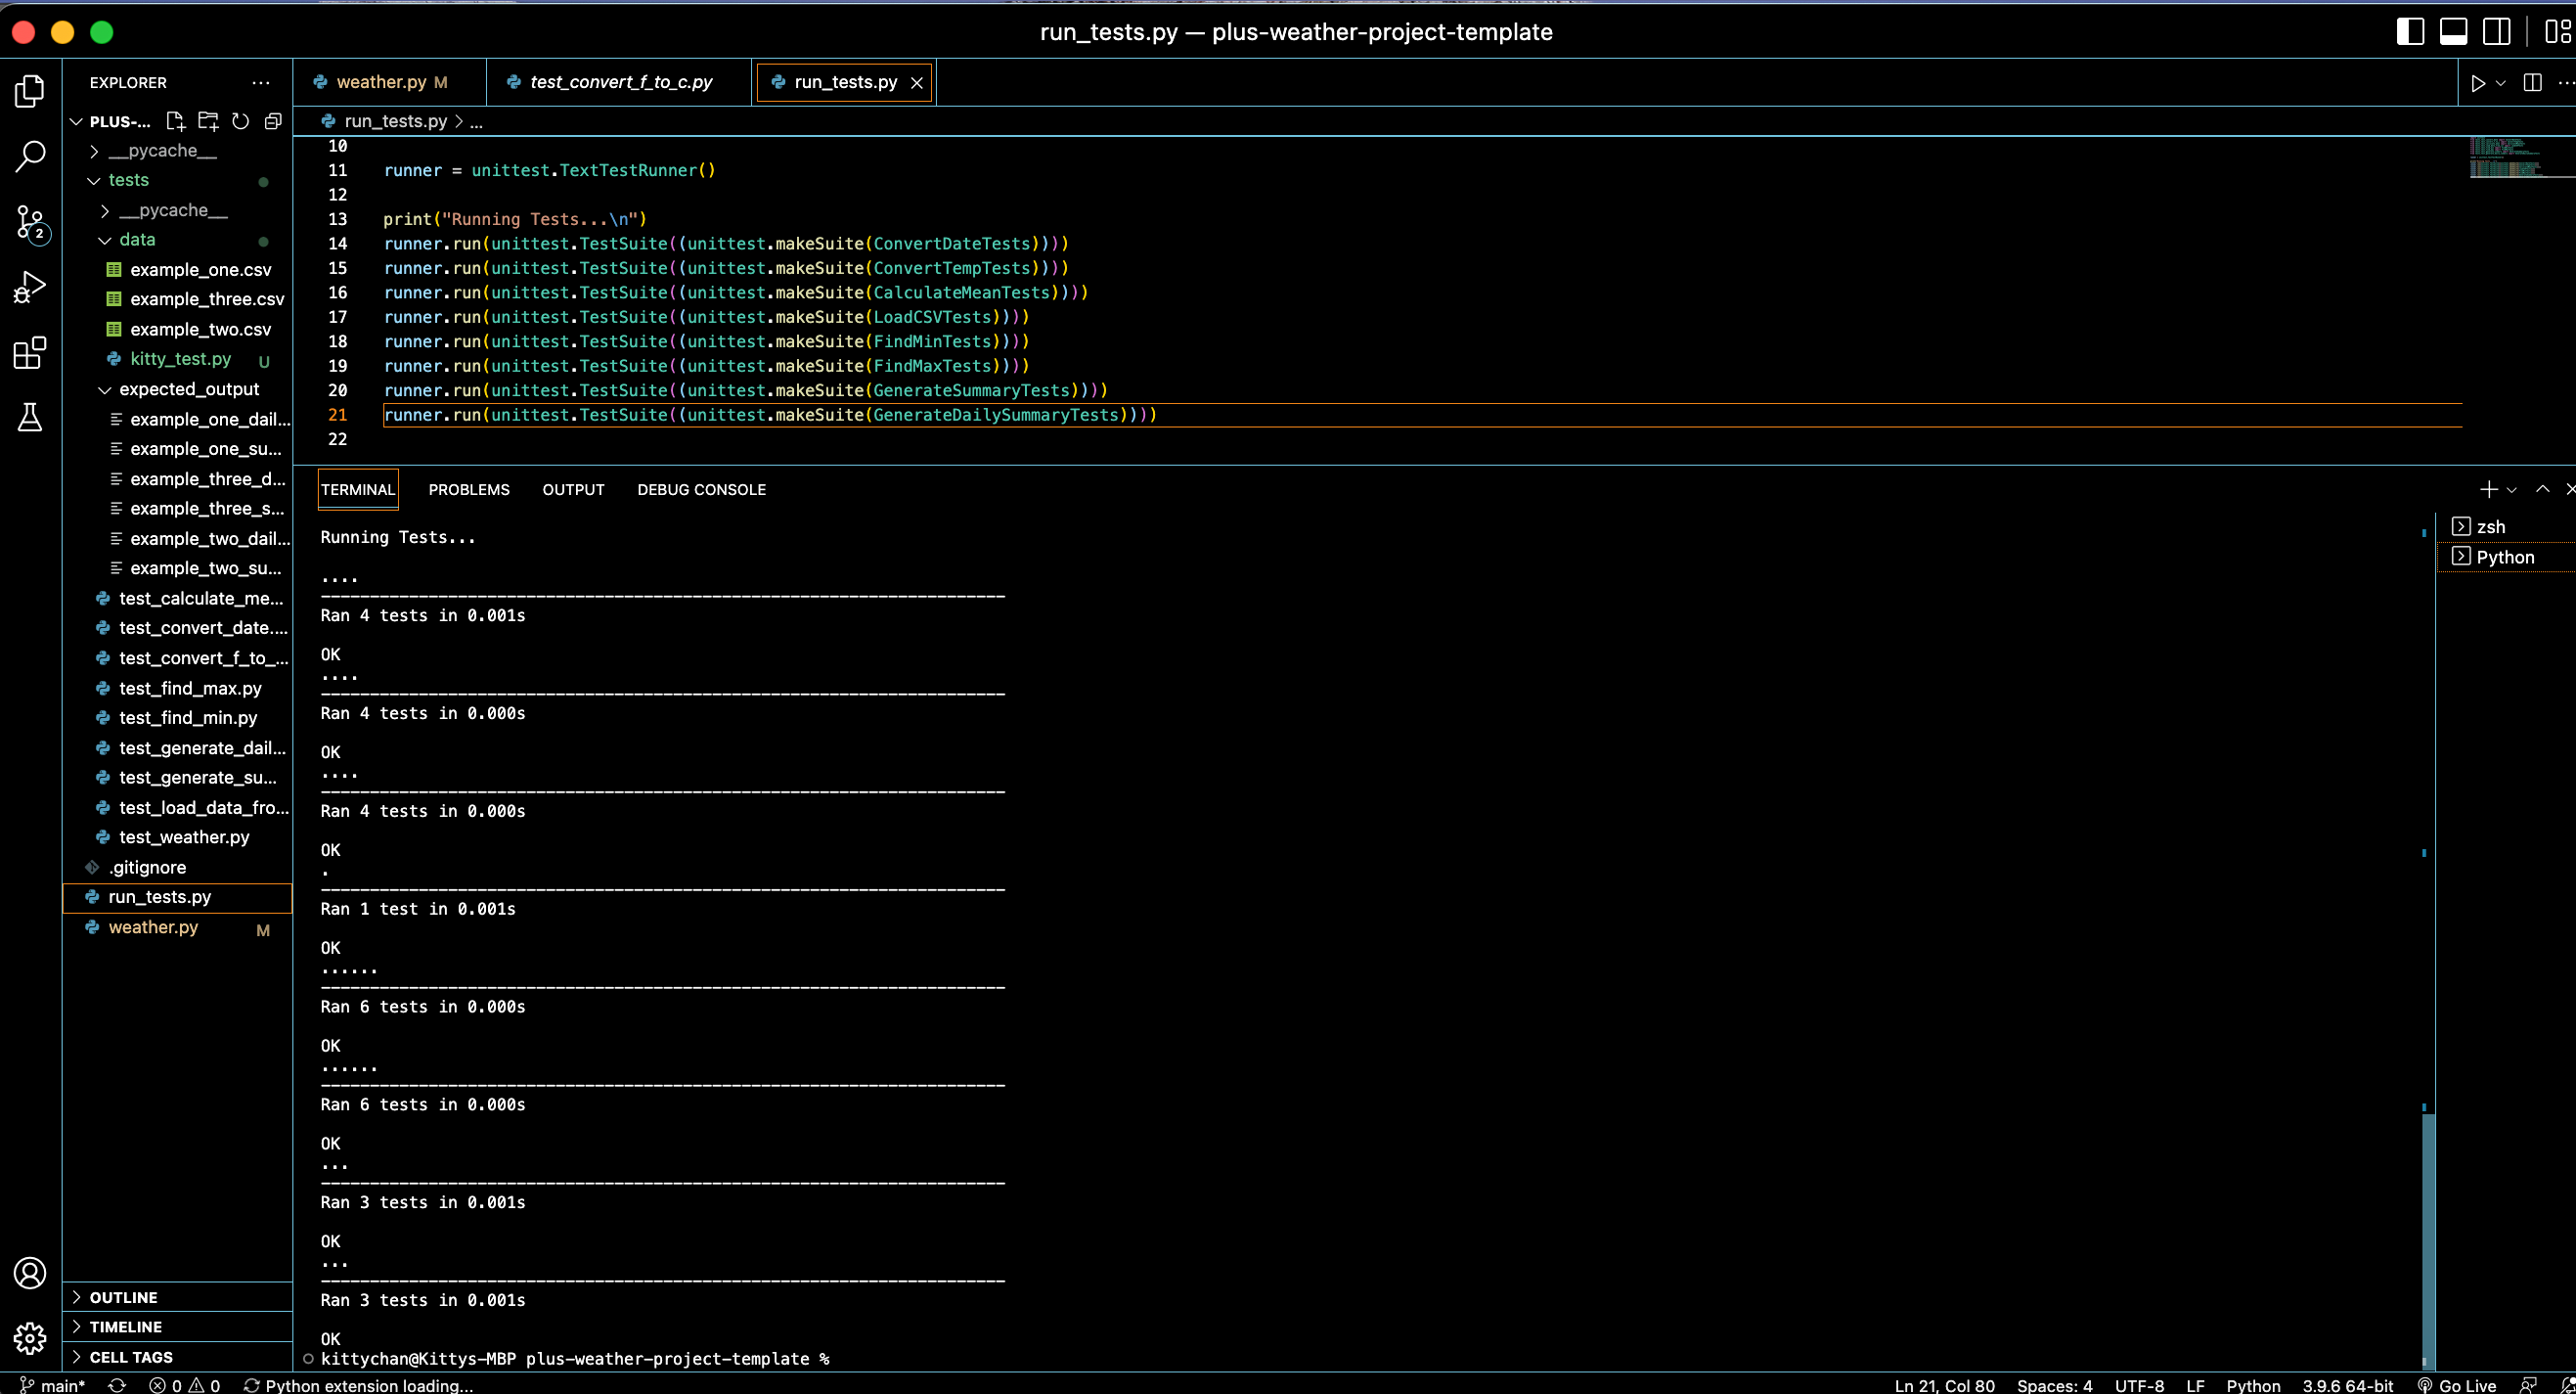 run_tests.py — plus-weather-project-template
EXPLORER
PLUS-...
__pycache__
tests
__pycache__
data
example_one.csv
example_three.csv
example_two.csv
kitty_test.py U
expected_output
example_one_dail...
example_one_su...
example_three_d...
example_three_s...
example_two_dail...
example_two_su...
test_calculate_me...
test_convert_date....
test_convert_f_to_...
test_find_max.py
test_find_min.py
test_generate_dail...
test_generate_su...
test_load_data_fro...
test_weather.py
.gitignore
run_tests.py
weather.py M
OUTLINE
TIMELINE
CELL TAGS
2
weather.py M
test_convert_f_to_c.py
run_tests.py
run_tests.py > ...
10
11 runner = unittest.TextTestRunner()
12
13 print("Running Tests...\n")
14 runner.run(unittest.TestSuite((unittest.makeSuite(ConvertDateTests))))
15 runner.run(unittest.TestSuite((unittest.makeSuite(ConvertTempTests))))
16 runner.run(unittest.TestSuite((unittest.makeSuite(CalculateMeanTests))))
17 runner.run(unittest.TestSuite((unittest.makeSuite(LoadCSVTests))))
18 runner.run(unittest.TestSuite((unittest.makeSuite(FindMinTests))))
19 runner.run(unittest.TestSuite((unittest.makeSuite(FindMaxTests))))
20 runner.run(unittest.TestSuite((unittest.makeSuite(GenerateSummaryTests))))
21 runner.run(unittest.TestSuite((unittest.makeSuite(GenerateDailySummaryTests))))
22
TERMINAL PROBLEMS OUTPUT DEBUG CONSOLE
zsh
Python
Running Tests...
....
----------------------------------------------------------------------
Ran 4 tests in 0.001s
OK
....
----------------------------------------------------------------------
Ran 4 tests in 0.000s
OK
....
----------------------------------------------------------------------
Ran 4 tests in 0.000s
OK
.
----------------------------------------------------------------------
Ran 1 test in 0.001s
OK
......
----------------------------------------------------------------------
Ran 6 tests in 0.000s
OK
......
----------------------------------------------------------------------
Ran 6 tests in 0.000s
OK
...
----------------------------------------------------------------------
Ran 3 tests in 0.001s
OK
...
----------------------------------------------------------------------
Ran 3 tests in 0.001s
OK
kittychan@Kittys-MBP plus-weather-project-template %
main* 0 0 Python extension loading... Ln 21, Col 80 Spaces: 4 UTF-8 LF Python 3.9.6 64-bit Go Live